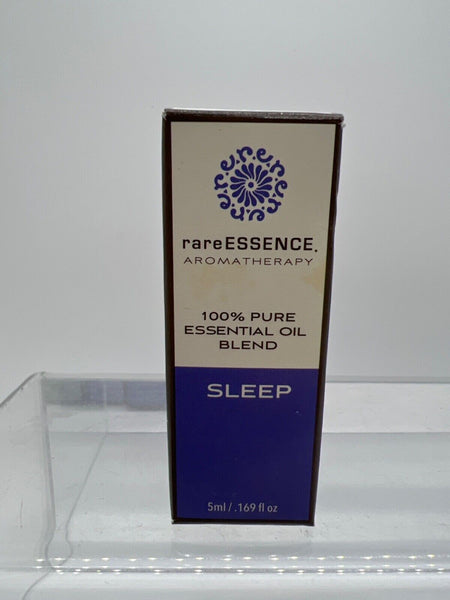 rareESSENCE.
AROMATHERAPY
100% PURE
ESSENTIAL OIL
BLEND
SLEEP
5ml/.169 fl oz